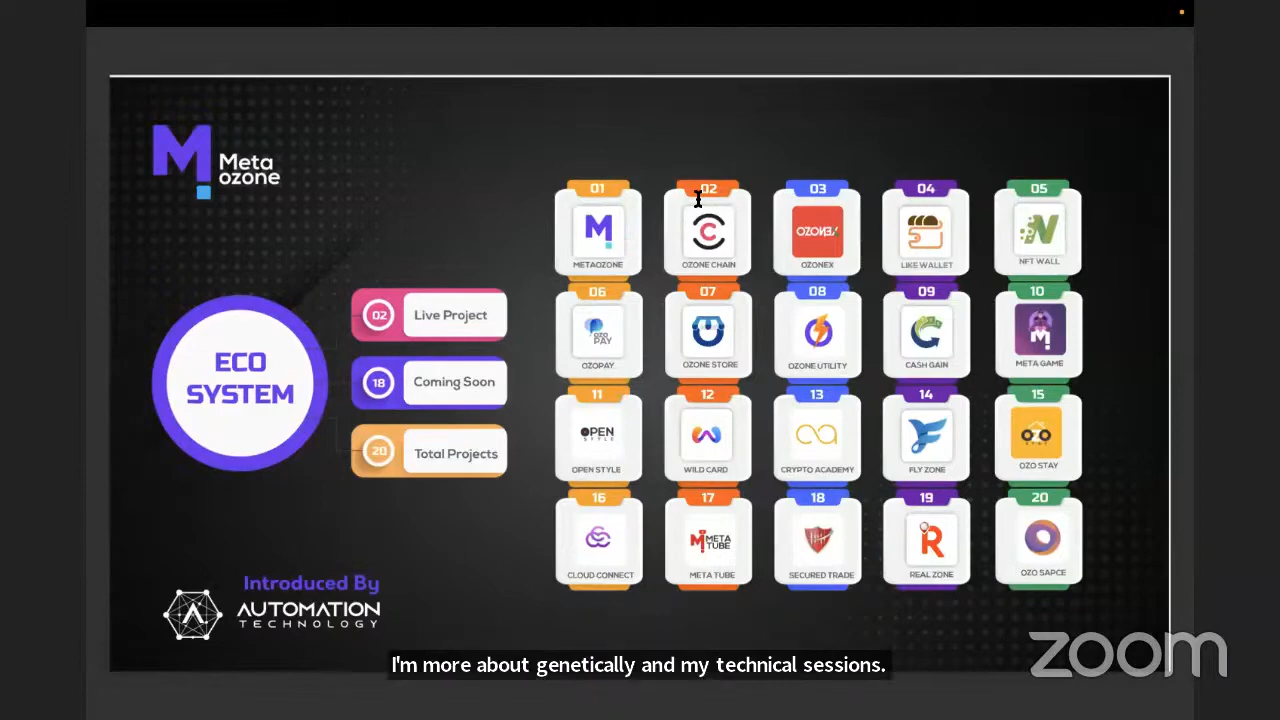 Meta
ozone
ECO
SYSTEM
02 Live Project
18 Coming Soon
20 Total Projects
01 02 03 04 05
OZONEX
METAOZONE OZONE CHAIN OZONEX LIKE WALLET NFT WALL
06 07 08 09 10
OZO
PAY
OZOPAY OZONE STORE OZONE UTILITY CASH GAIN META GAME
11 12 13 14 15
OPEN
STYLE
OPEN STYLE WILD CARD CRYPTO ACADEMY FLY ZONE OZO STAY
16 17 18 19 20
META
TUBE
CLOUD CONNECT META TUBE SECURED TRADE REAL ZONE OZO SAPCE
Introduced By
AUTOMATION
TECHNOLOGY
I'm more about genetically and my technical sessions.
zoom